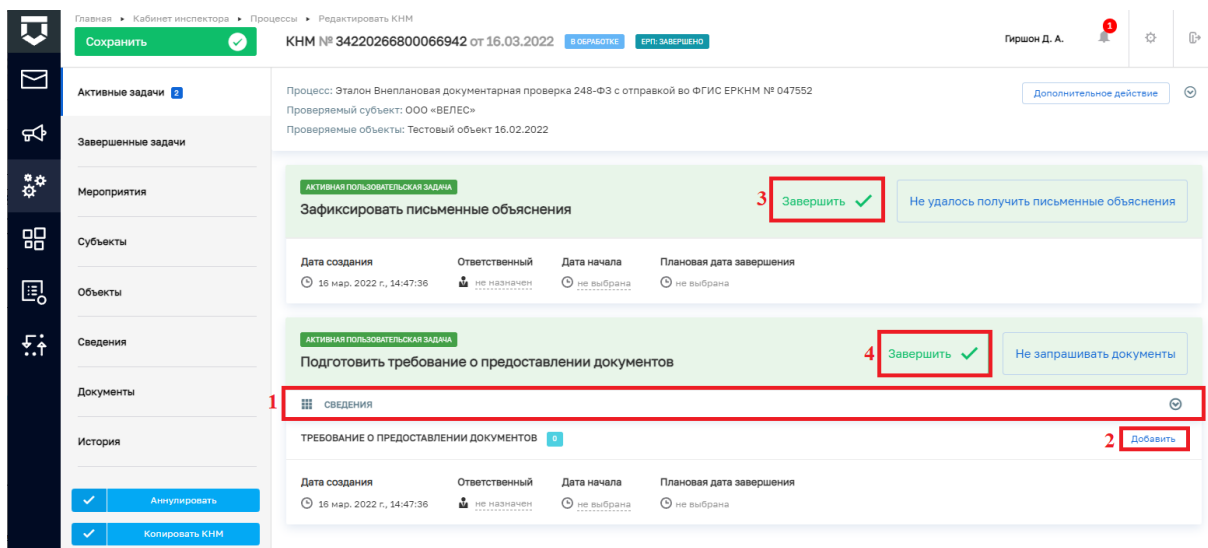 Главная ▸ Кабинет инспектора ▸ Процессы ▸ Редактировать КНМ
Сохранить
КНМ № 34220266800066942 от 16.03.2022 В ОБРАБОТКЕ ЕРП: ЗАВЕРШЕНО
Гиршон Д. А.
1
Активные задачи 2
Завершенные задачи
Мероприятия
Субъекты
Объекты
Сведения
Документы
История
Аннулировать
Копировать КНМ
Процесс: Эталон Внеплановая документарная проверка 248-ФЗ с отправкой во ФГИС ЕРКНМ № 047552
Дополнительное действие
Проверяемый субъект: ООО «ВЕЛЕС»
Проверяемые объекты: Тестовый объект 16.02.2022
АКТИВНАЯ ПОЛЬЗОВАТЕЛЬСКАЯ ЗАДАЧА
Зафиксировать письменные объяснения
3 Завершить
Не удалось получить письменные объяснения
Дата создания Ответственный Дата начала Плановая дата завершения
16 мар. 2022 г., 14:47:36 не назначен не выбрана не выбрана
АКТИВНАЯ ПОЛЬЗОВАТЕЛЬСКАЯ ЗАДАЧА
Подготовить требование о предоставлении документов
4 Завершить
Не запрашивать документы
1 СВЕДЕНИЯ
ТРЕБОВАНИЕ О ПРЕДОСТАВЛЕНИИ ДОКУМЕНТОВ 0
2 Добавить
Дата создания Ответственный Дата начала Плановая дата завершения
16 мар. 2022 г., 14:47:36 не назначен не выбрана не выбрана